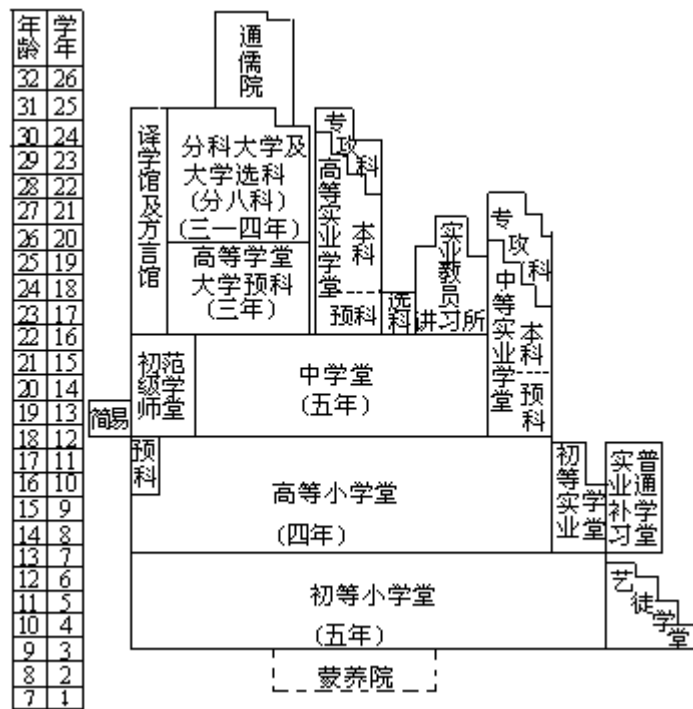 年龄 学年
32 26
31 25
30 24
29 23
28 22
27 21
26 20
25 19
24 18
23 17
22 16
21 15
20 14
19 13
18 12
17 11
16 10
15 9
14 8
13 7
12 6
11 5
10 4
9 3
8 2
7 1
通儒院
译学馆及方言馆
分科大学及
大学选科
(分八科)
(三一四年)
高等学堂
大学预科
(三年)
专攻科
高等实业学堂
本科
预科
选科
实业教员
讲习所
专攻科
中等实业学堂
本科
预科
初级师
范学堂
简易
预科
中学堂
(五年)
高等小学堂
(四年)
初等实业
学堂
实业补习
普通学堂
初等小学堂
(五年)
艺徒学堂
蒙养院